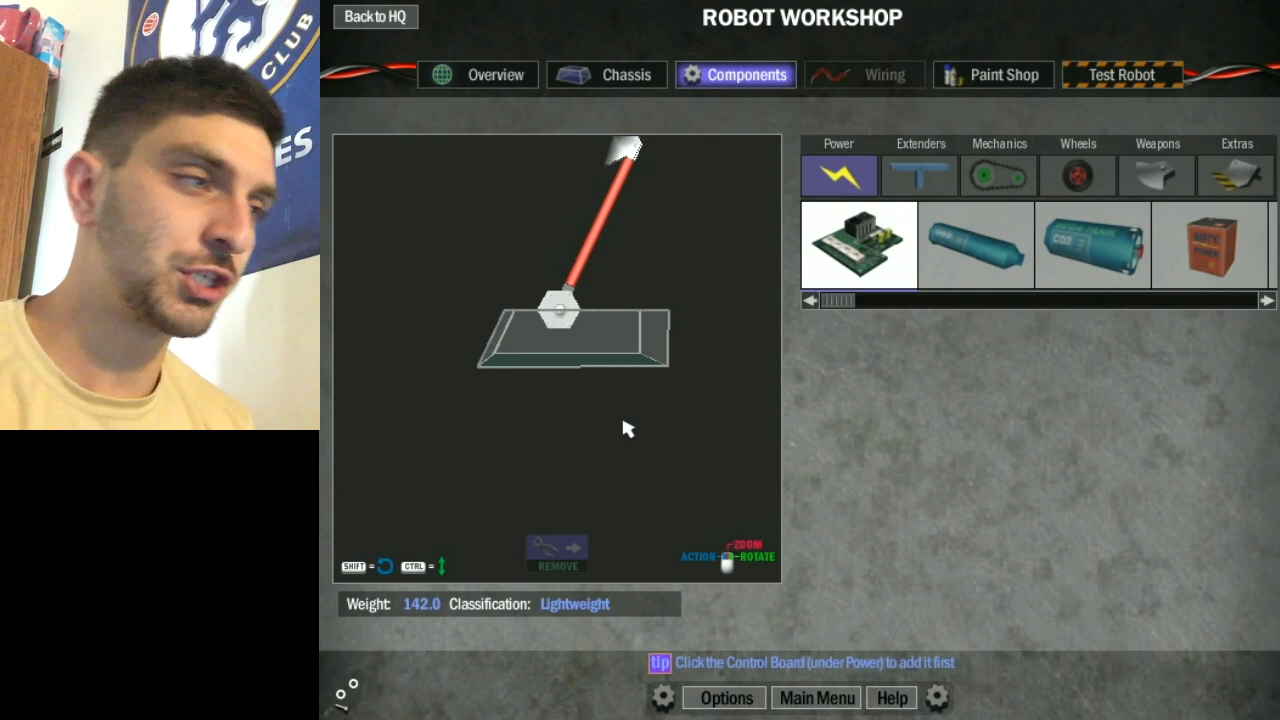 Back to HQ
ROBOT WORKSHOP
CLUB
ES
Overview
Chassis
Components
Wiring
Paint Shop
Test Robot
Power
Extenders
Mechanics
Wheels
Weapons
Extras
CO2
REMOVE
SHIFT =
CTRL =
ZOOM
ACTION
ROTATE
Weight: 142.0 Classification: Lightweight
tip Click the Control Board (under Power) to add it first
Options
Main Menu
Help